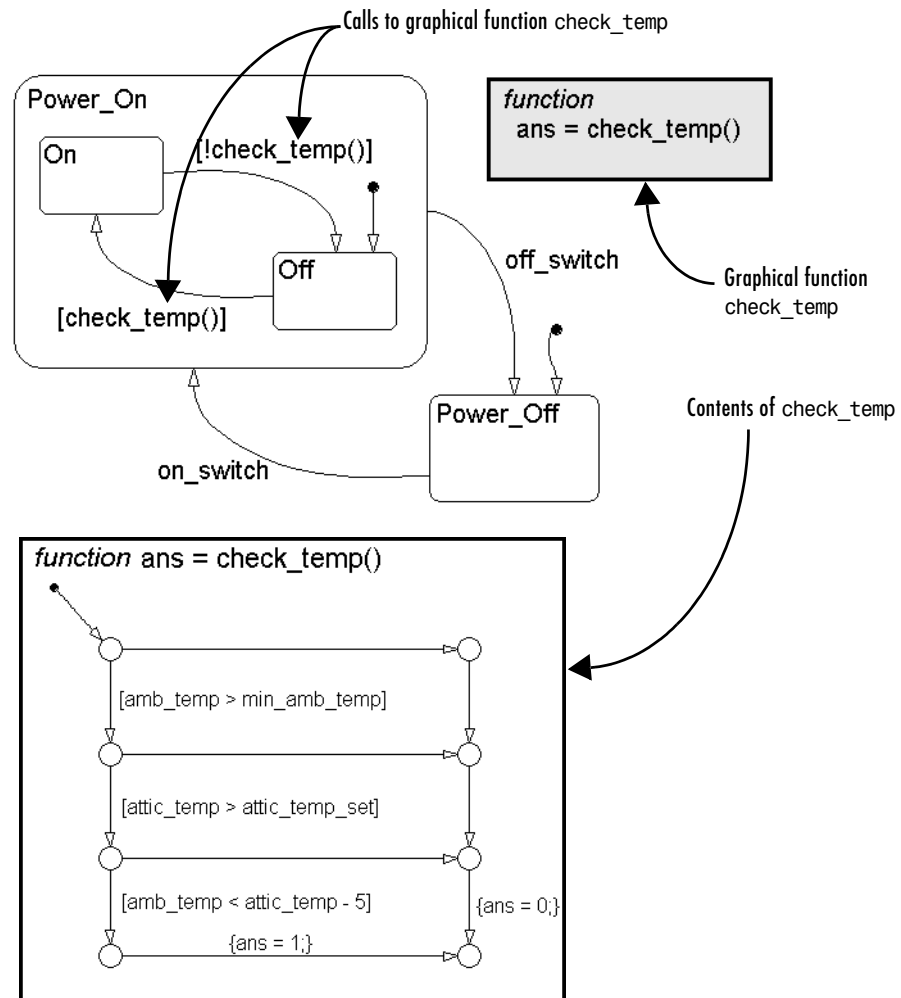 Calls to graphical function check_temp
Power_On
function
ans = check_temp()
On
[!check_temp()]
Off
off_switch
[check_temp()]
Graphical function
check_temp
Power_Off
Contents of check_temp
on_switch
function ans = check_temp()
[amb_temp > min_amb_temp]
[attic_temp > attic_temp_set]
[amb_temp < attic_temp - 5]
{ans = 0;}
{ans = 1;}